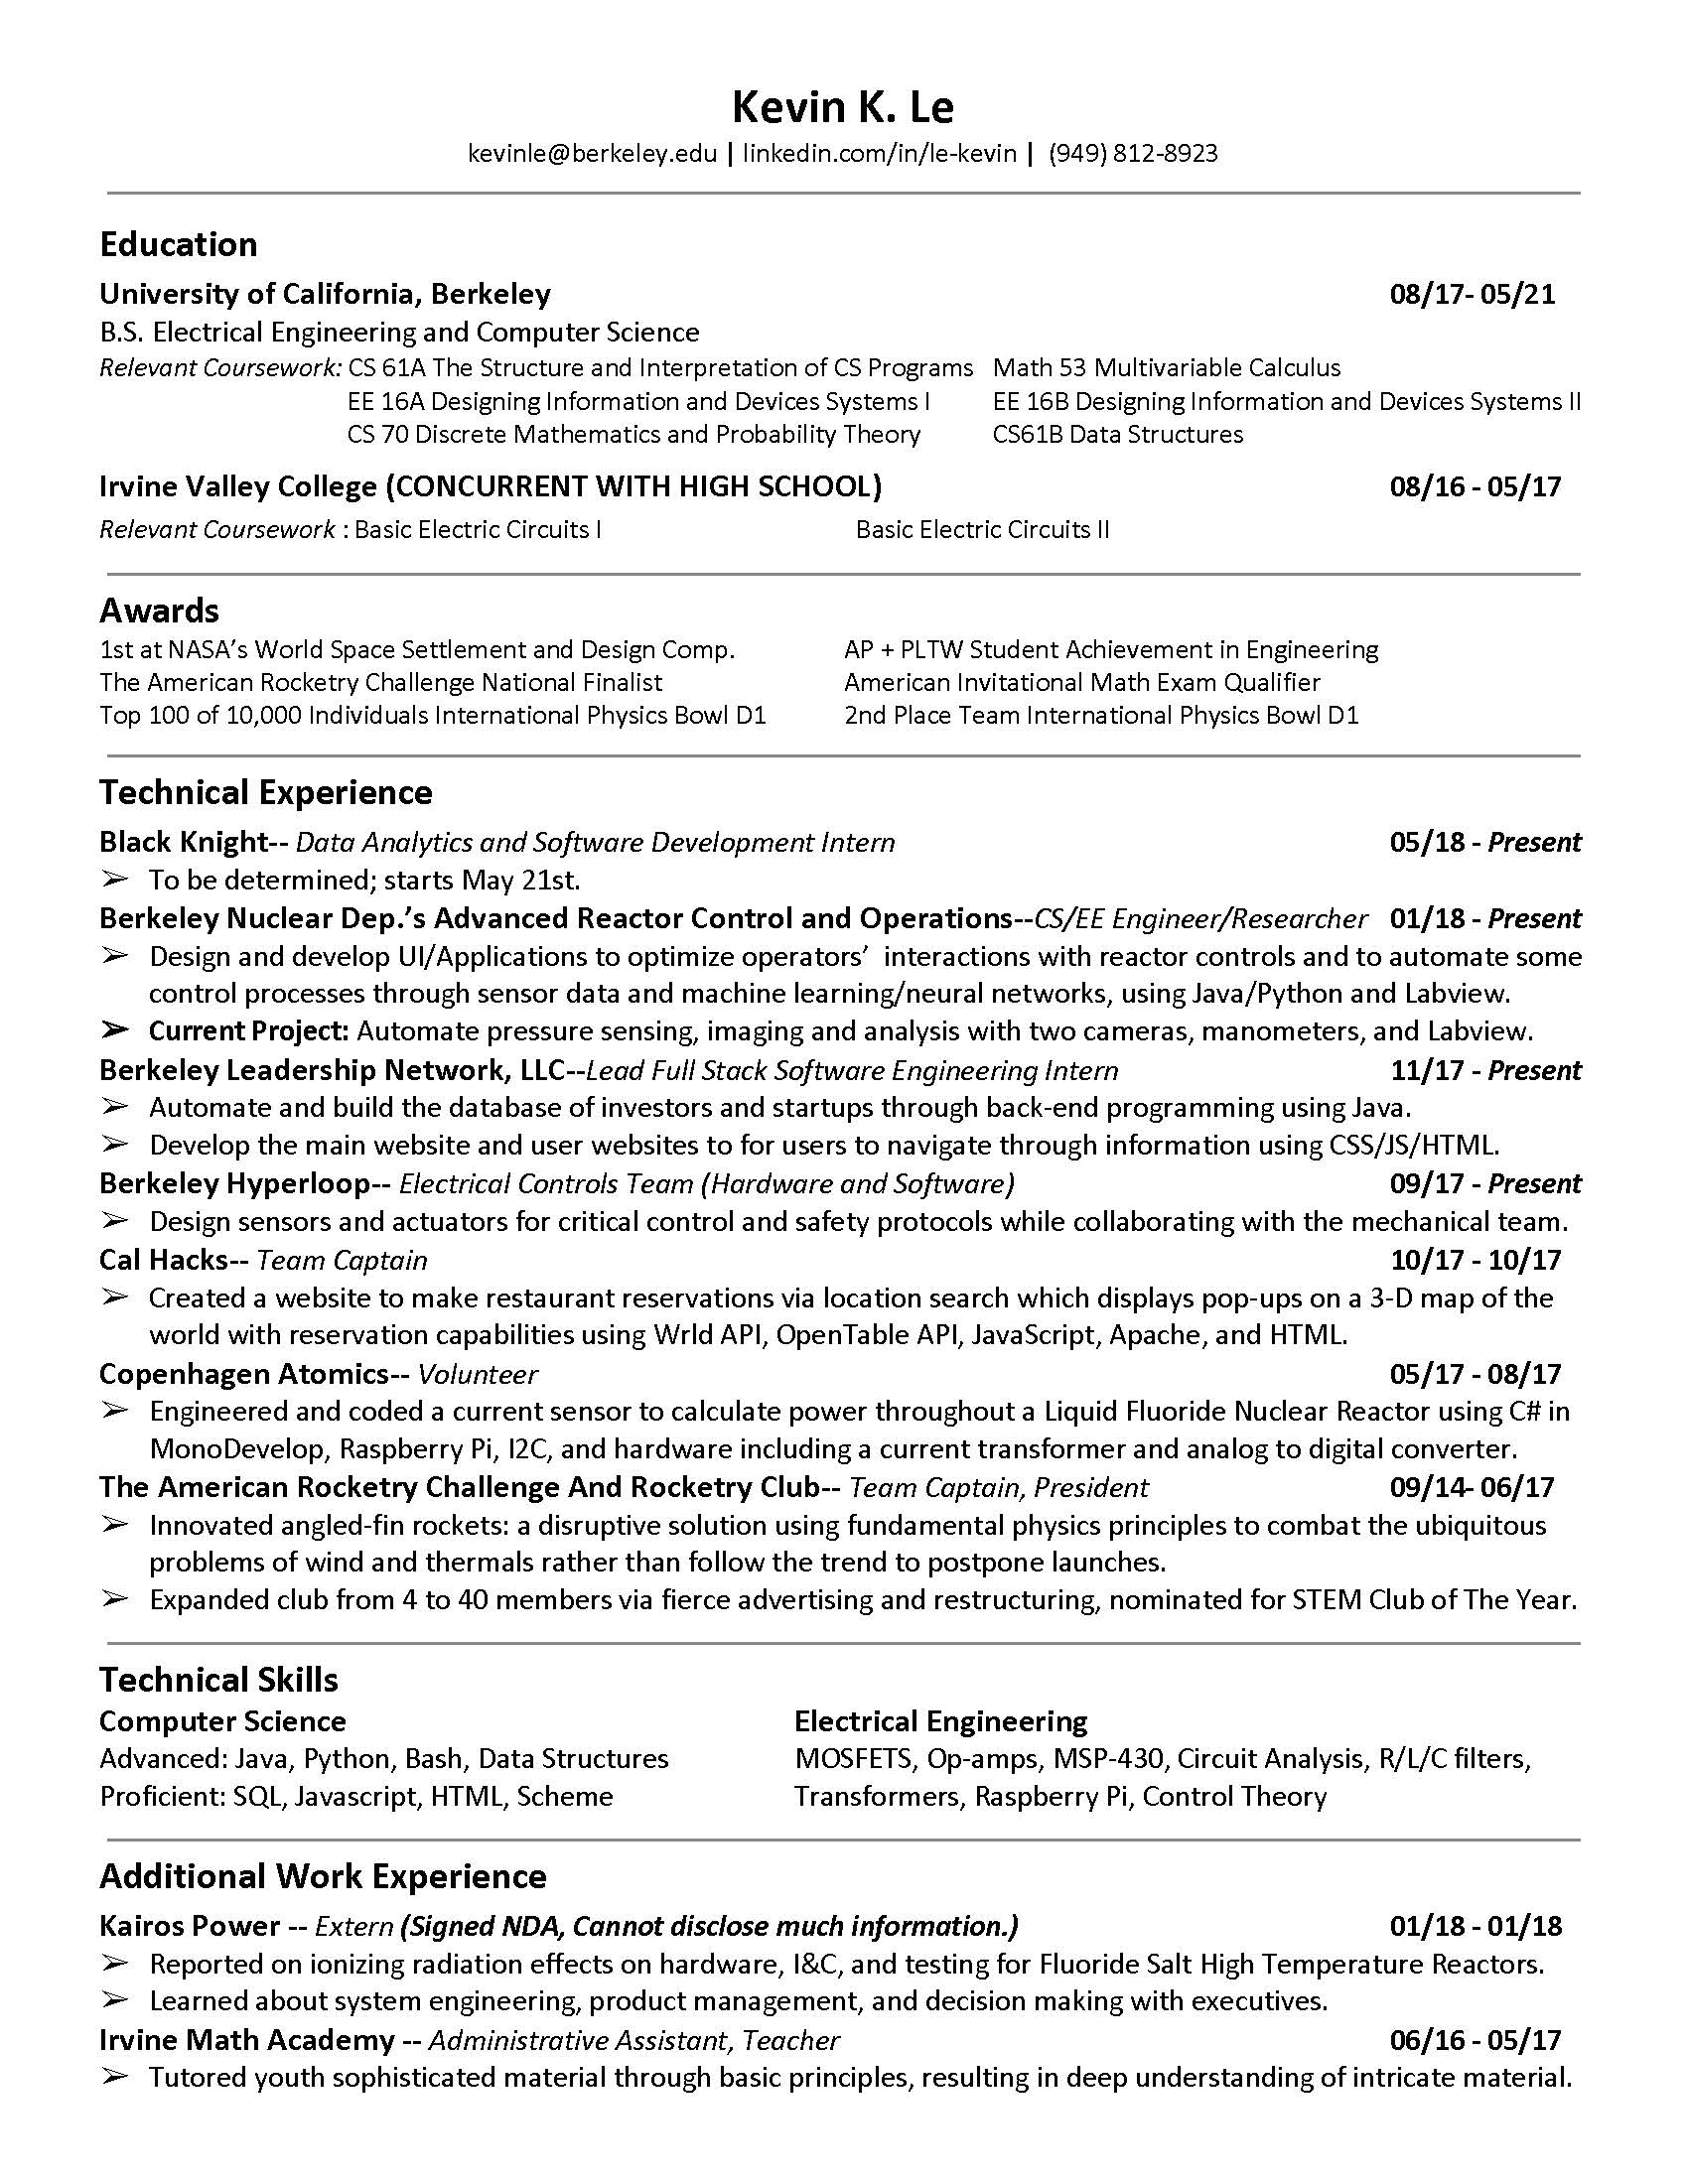 Kevin K. Le
kevinle@berkeley.edu | linkedin.com/in/le-kevin | (949) 812-8923
Education
University of California, Berkeley 08/17- 05/21
B.S. Electrical Engineering and Computer Science
Relevant Coursework: CS 61A The Structure and Interpretation of CS Programs Math 53 Multivariable Calculus
EE 16A Designing Information and Devices Systems I EE 16B Designing Information and Devices Systems II
CS 70 Discrete Mathematics and Probability Theory CS61B Data Structures
Irvine Valley College (CONCURRENT WITH HIGH SCHOOL) 08/16 - 05/17
Relevant Coursework : Basic Electric Circuits I Basic Electric Circuits II
Awards
1st at NASA’s World Space Settlement and Design Comp. AP + PLTW Student Achievement in Engineering
The American Rocketry Challenge National Finalist American Invitational Math Exam Qualifier
Top 100 of 10,000 Individuals International Physics Bowl D1 2nd Place Team International Physics Bowl D1
Technical Experience
Black Knight-- Data Analytics and Software Development Intern 05/18 - Present
➢ To be determined; starts May 21st.
Berkeley Nuclear Dep.’s Advanced Reactor Control and Operations--CS/EE Engineer/Researcher 01/18 - Present
➢ Design and develop UI/Applications to optimize operators’ interactions with reactor controls and to automate some
control processes through sensor data and machine learning/neural networks, using Java/Python and Labview.
➢ Current Project: Automate pressure sensing, imaging and analysis with two cameras, manometers, and Labview.
Berkeley Leadership Network, LLC--Lead Full Stack Software Engineering Intern 11/17 - Present
➢ Automate and build the database of investors and startups through back-end programming using Java.
➢ Develop the main website and user websites to for users to navigate through information using CSS/JS/HTML.
Berkeley Hyperloop-- Electrical Controls Team (Hardware and Software) 09/17 - Present
➢ Design sensors and actuators for critical control and safety protocols while collaborating with the mechanical team.
Cal Hacks-- Team Captain 10/17 - 10/17
➢ Created a website to make restaurant reservations via location search which displays pop-ups on a 3-D map of the
world with reservation capabilities using Wrld API, OpenTable API, JavaScript, Apache, and HTML.
Copenhagen Atomics-- Volunteer 05/17 - 08/17
➢ Engineered and coded a current sensor to calculate power throughout a Liquid Fluoride Nuclear Reactor using C# in
MonoDevelop, Raspberry Pi, I2C, and hardware including a current transformer and analog to digital converter.
The American Rocketry Challenge And Rocketry Club-- Team Captain, President 09/14- 06/17
➢ Innovated angled-fin rockets: a disruptive solution using fundamental physics principles to combat the ubiquitous
problems of wind and thermals rather than follow the trend to postpone launches.
➢ Expanded club from 4 to 40 members via fierce advertising and restructuring, nominated for STEM Club of The Year.
Technical Skills
Computer Science Electrical Engineering
Advanced: Java, Python, Bash, Data Structures MOSFETS, Op-amps, MSP-430, Circuit Analysis, R/L/C filters,
Proficient: SQL, Javascript, HTML, Scheme Transformers, Raspberry Pi, Control Theory
Additional Work Experience
Kairos Power -- Extern (Signed NDA, Cannot disclose much information.) 01/18 - 01/18
➢ Reported on ionizing radiation effects on hardware, I&C, and testing for Fluoride Salt High Temperature Reactors.
➢ Learned about system engineering, product management, and decision making with executives.
Irvine Math Academy -- Administrative Assistant, Teacher 06/16 - 05/17
➢ Tutored youth sophisticated material through basic principles, resulting in deep understanding of intricate material.